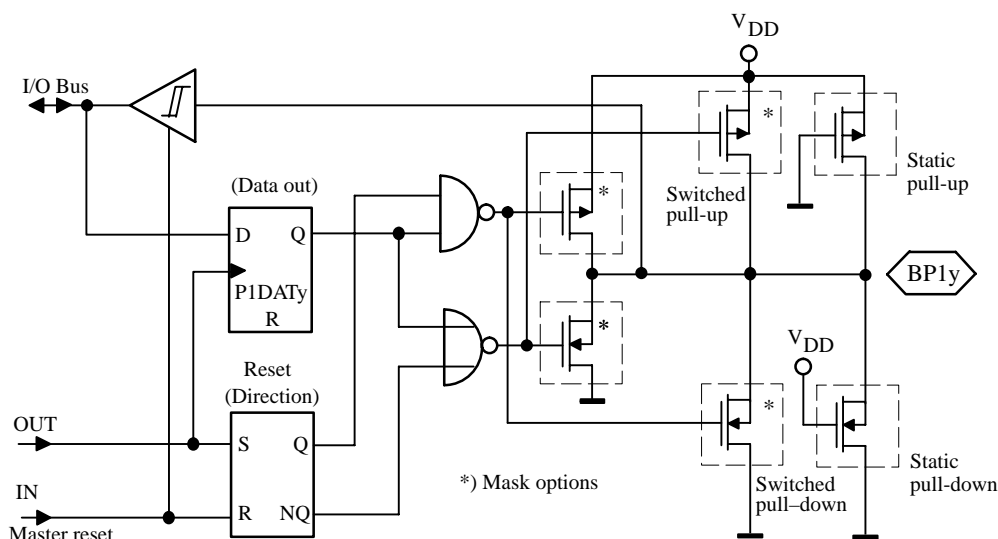 V DD
I/O Bus
*
*
Static
pull-up
Switched
pull-up
(Data out)
D
Q
P1DATy
R
BP1y
*
V DD
Reset
(Direction)
OUT
S
Q
*
*) Mask options
Static
pull-down
Switched
pull–down
IN
R
NQ
Master reset